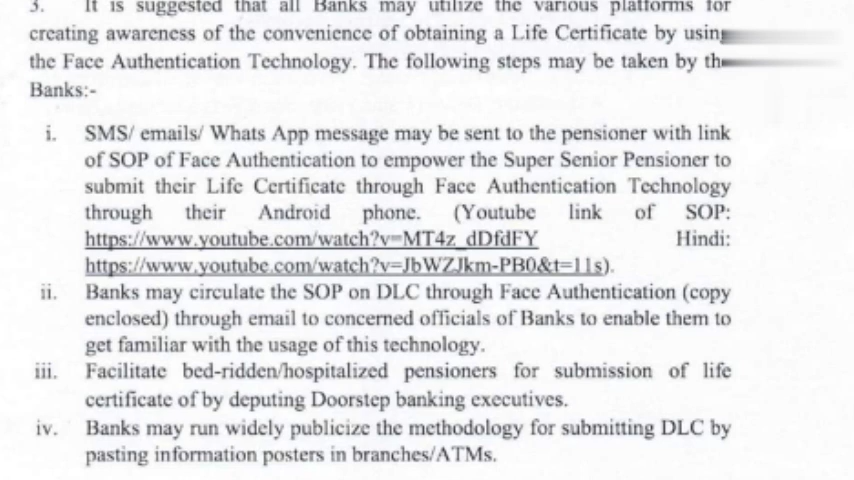 3. It is suggested that all Banks may utilize the various platforms for
creating awareness of the convenience of obtaining a Life Certificate by using
the Face Authentication Technology. The following steps may be taken by the
Banks:-
i. SMS/ emails/ Whats App message may be sent to the pensioner with link
of SOP of Face Authentication to empower the Super Senior Pensioner to
submit their Life Certificate through Face Authentication Technology
through their Android phone. (Youtube link of SOP:
https://www.youtube.com/watch?v=MT4z_dDfdFY Hindi:
https://www.youtube.com/watch?v=JbWZJkm-PB0&t=11s).
ii. Banks may circulate the SOP on DLC through Face Authentication (copy
enclosed) through email to concerned officials of Banks to enable them to
get familiar with the usage of this technology.
iii. Facilitate bed-ridden/hospitalized pensioners for submission of life
certificate of by deputing Doorstep banking executives.
iv. Banks may run widely publicize the methodology for submitting DLC by
pasting information posters in branches/ATMs.